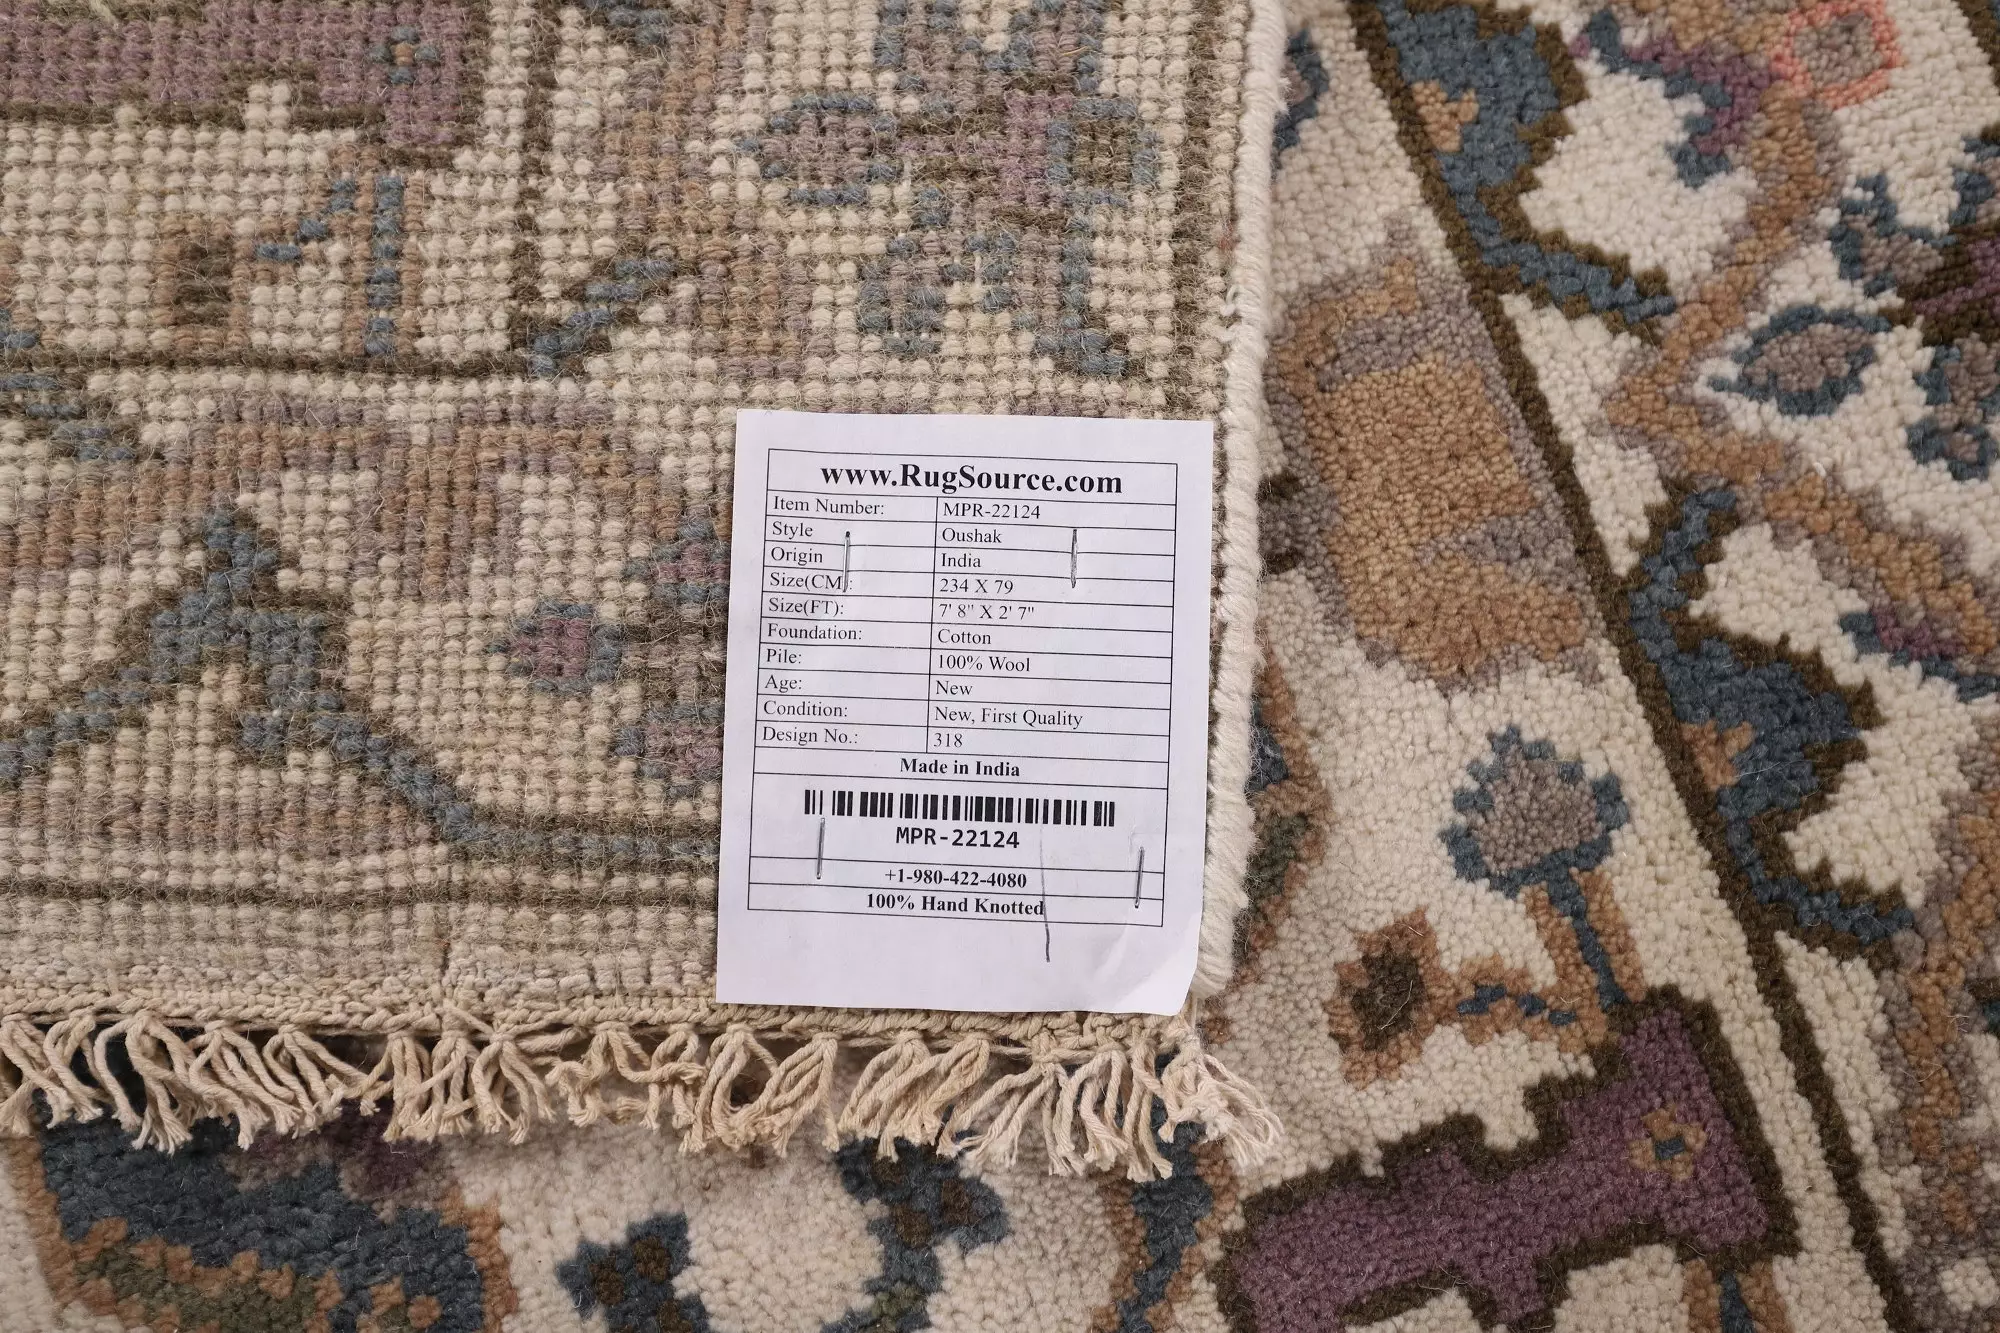 www.RugSource.com
Item Number: MPR-22124
Style Oushak
Origin India
Size(CM): 234 X 79
Size(FT): 7' 8" X 2' 7"
Foundation: Cotton
Pile: 100% Wool
Age: New
Condition: New, First Quality
Design No.: 318
Made in India
MPR-22124
+1-980-422-4080
100% Hand Knotted